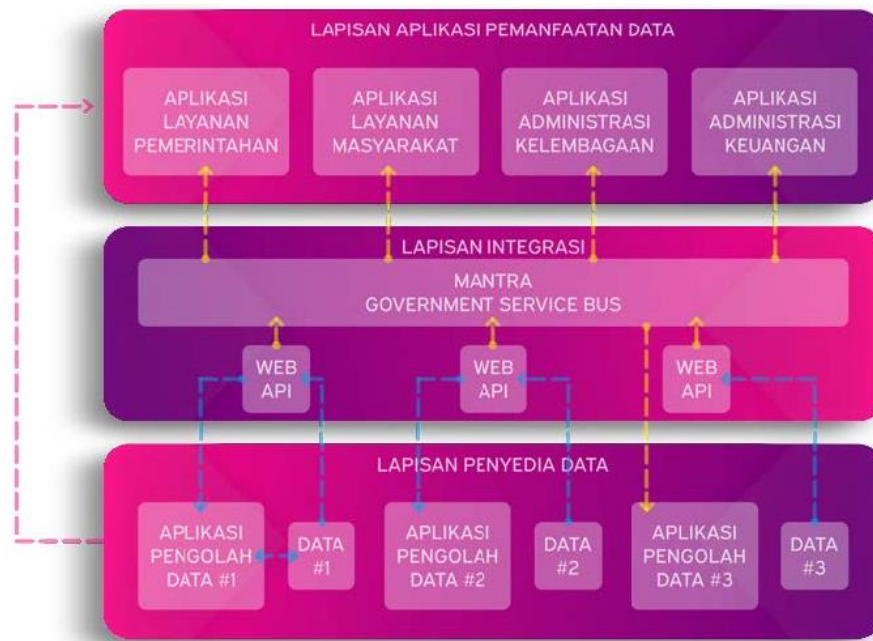 LAPISAN APLIKASI PEMANFAATAN DATA
APLIKASI
LAYANAN
PEMERINTAHAN
APLIKASI
LAYANAN
MASYARAKAT
APLIKASI
ADMINISTRASI
KELEMBAGAAN
APLIKASI
ADMINISTRASI
KEUANGAN
LAPISAN INTEGRASI
MANTRA
GOVERNMENT SERVICE BUS
WEB
API
WEB
API
WEB
API
LAPISAN PENYEDIA DATA
APLIKASI
PENGOLAH
DATA #1
DATA
#1
APLIKASI
PENGOLAH
DATA #2
DATA
#2
APLIKASI
PENGOLAH
DATA #3
DATA
#3